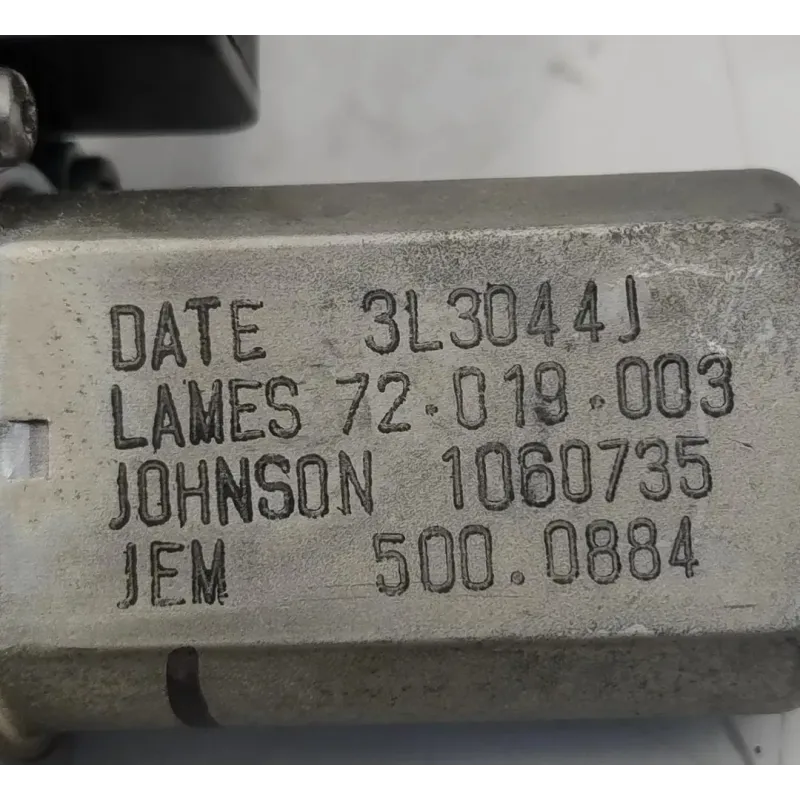 DATE 3L3044J
LAMES 72.019.003
JOHNSON 1060735
JEM 500.0884